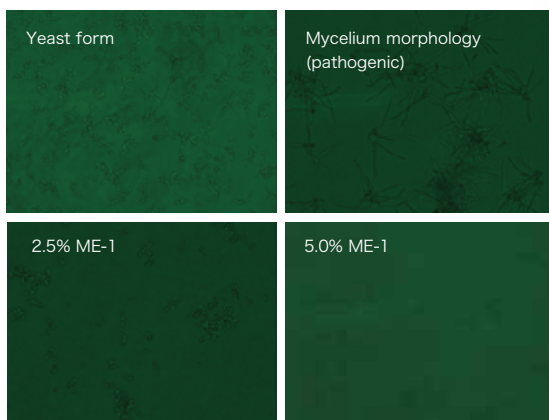 Yeast form
Mycelium morphology
(pathogenic)
2.5% ME-1
5.0% ME-1